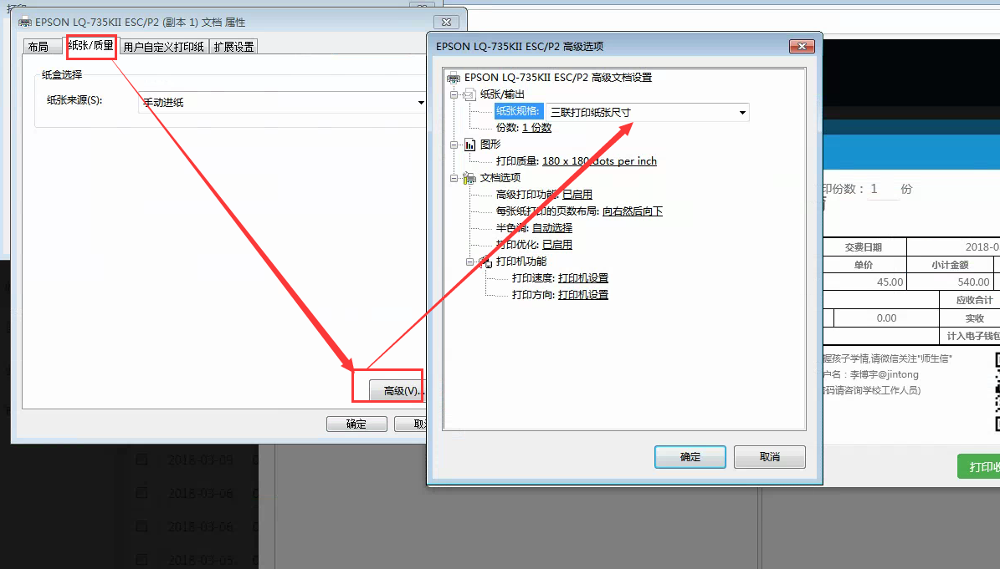 EPSON LQ-735KII ESC/P2 (副本 1) 文档 属性
布局
纸张/质量
用户自定义打印纸
扩展设置
纸盒选择
纸张来源(S):
手动进纸
高级(V)...
确定
EPSON LQ-735KII ESC/P2 高级选项
EPSON LQ-735KII ESC/P2 高级文档设置
纸张/输出
纸张规格: 三联打印纸张尺寸
份数: 1 份数
图形
打印质量: 180 x 180 dots per inch
文档选项
高级打印功能: 已启用
每张纸打印的页数布局: 向右然后向下
半色调: 自动选择
打印优化: 已启用
打印机功能
打印速度: 打印机设置
打印方向: 打印机设置
确定
取消
印份数： 1 份
交费日期 2018-0
单价 小计金额
45.00 540.00
应收合计
0.00 实收
计入电子钱包
握孩子学情,请微信关注"师生信"
户名：李博宇@jintong
码请咨询学校工作人员)
打印收
2018-03-09
2018-03-06
2018-03-06
2018-03-05